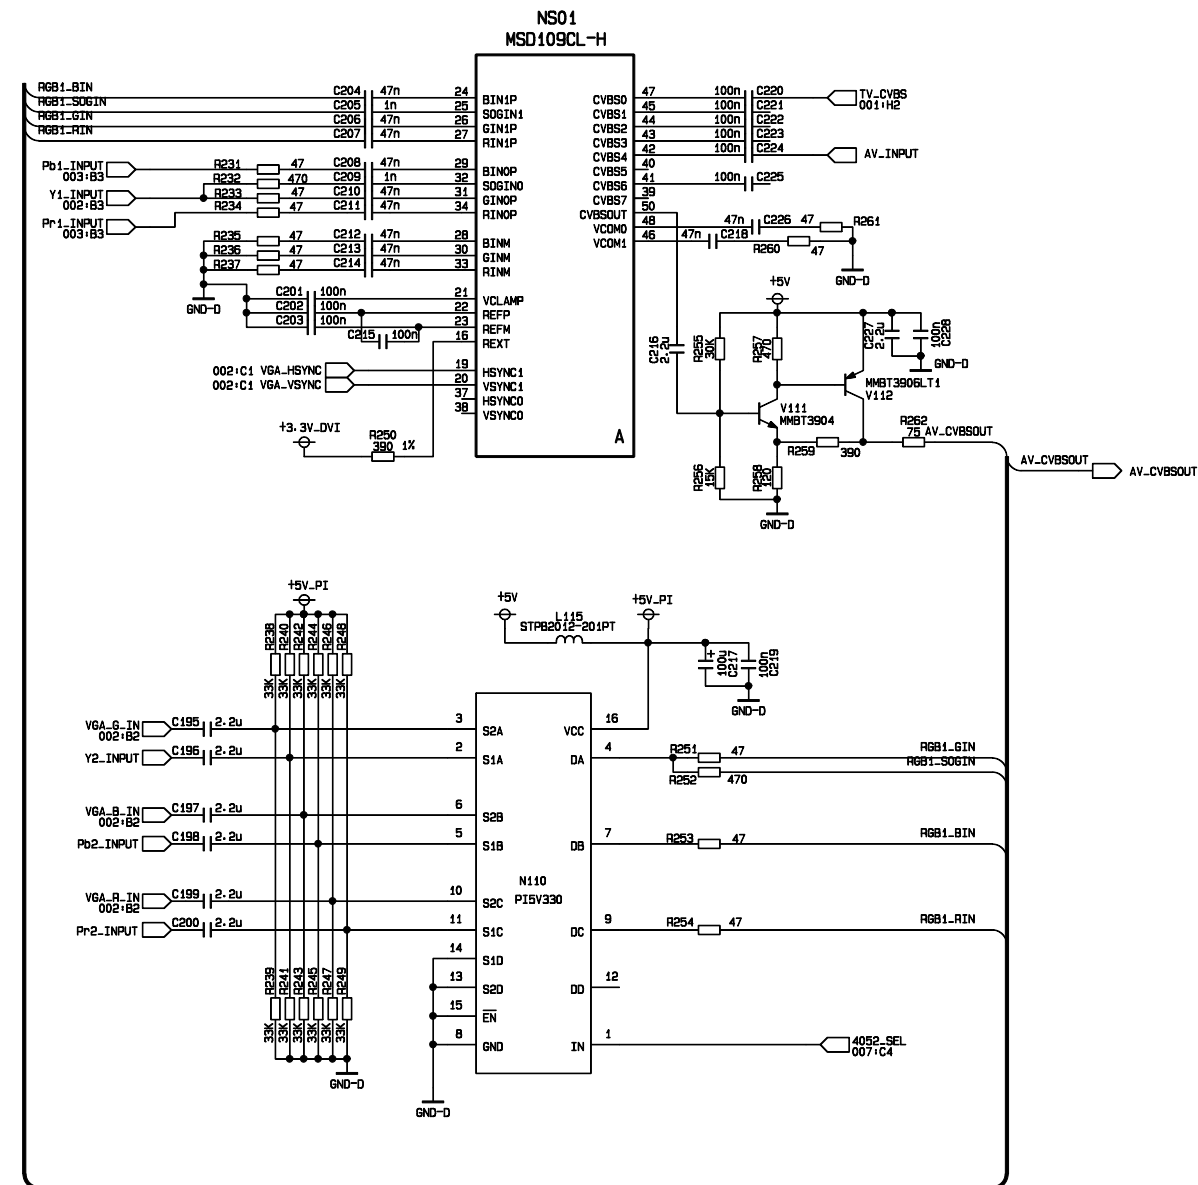 NS01
MSD109CL-H
RGB1_BIN
RGB1_SOGIN
RGB1_GIN
RGB1_RIN
C204 47n 24 BIN1P
C205 1n 25 SOGIN1
C206 47n 26 GIN1P
C207 47n 27 RIN1P
Pb1_INPUT
003:B3
R231 47 C208 47n 29 BIN0P
R232 470 C209 1n 32 SOGIN0
Y1_INPUT
002:B3
R233 47 C210 47n 31 GIN0P
R234 47 C211 47n 34 RIN0P
Pr1_INPUT
003:B3
R235 47 C212 47n 28 BINM
R236 47 C213 47n 30 GINM
R237 47 C214 47n 33 RINM
GND-D
C201 100n 21 VCLAMP
C202 100n 22 REFP
C203 100n 23 REFM
C215 100n 16 REXT
002:C1 VGA_HSYNC 19 HSYNC1
002:C1 VGA_VSYNC 20 VSYNC1
37 HSYNC0
38 VSYNC0
+3.3V_DVI
R250
390 1%
A
CVBS0 47 100n C220 TV_CVBS
001:H2
CVBS1 45 100n C221
CVBS2 44 100n C222
CVBS3 43 100n C223
CVBS4 42 100n C224 AV_INPUT
CVBS5 40
CVBS6 41 100n C225
CVBS7 39
CVBSOUT 50
VCOM0 48 47n C226 47 R261
VCOM1 46 47n C218 R260 47
GND-D
+5V
C216
2.2u
R255
30K
R257
470
C227
2.2u
100n
C228
GND-D
MMBT3906LT1
V112
V111
MMBT3904
R259 390
R262
75 AV_CVBSOUT
R256
15K
R258
120
GND-D
AV_CVBSOUT
AV_CVBSOUT
+5V_PI
R238
R240
R242
R244
R246
R248
33K
33K
33K
33K
33K
33K
+5V
L115
STPB2012-201PT
+5V_PI
100u
C217
100n
C219
+
GND-D
VGA_G_IN
002:B2
C195 2.2u 3 S2A
Y2_INPUT C196 2.2u 2 S1A
VGA_B_IN
002:B2
C197 2.2u 6 S2B
Pb2_INPUT C198 2.2u 5 S1B
VGA_R_IN
002:B2
C199 2.2u 10 S2C
Pr2_INPUT C200 2.2u 11 S1C
14 S1D
13 S2D
15 EN
8 GND
N110
PI5V330
VCC 16
DA 4 R251 47 RGB1_GIN
R252 470 RGB1_SOGIN
DB 7 R253 47 RGB1_BIN
DC 9 R254 47 RGB1_RIN
DD 12
IN 1 4052_SEL
007:C4
R239
R241
R243
R245
R247
R249
33K
33K
33K
33K
33K
33K
GND-D
GND-D